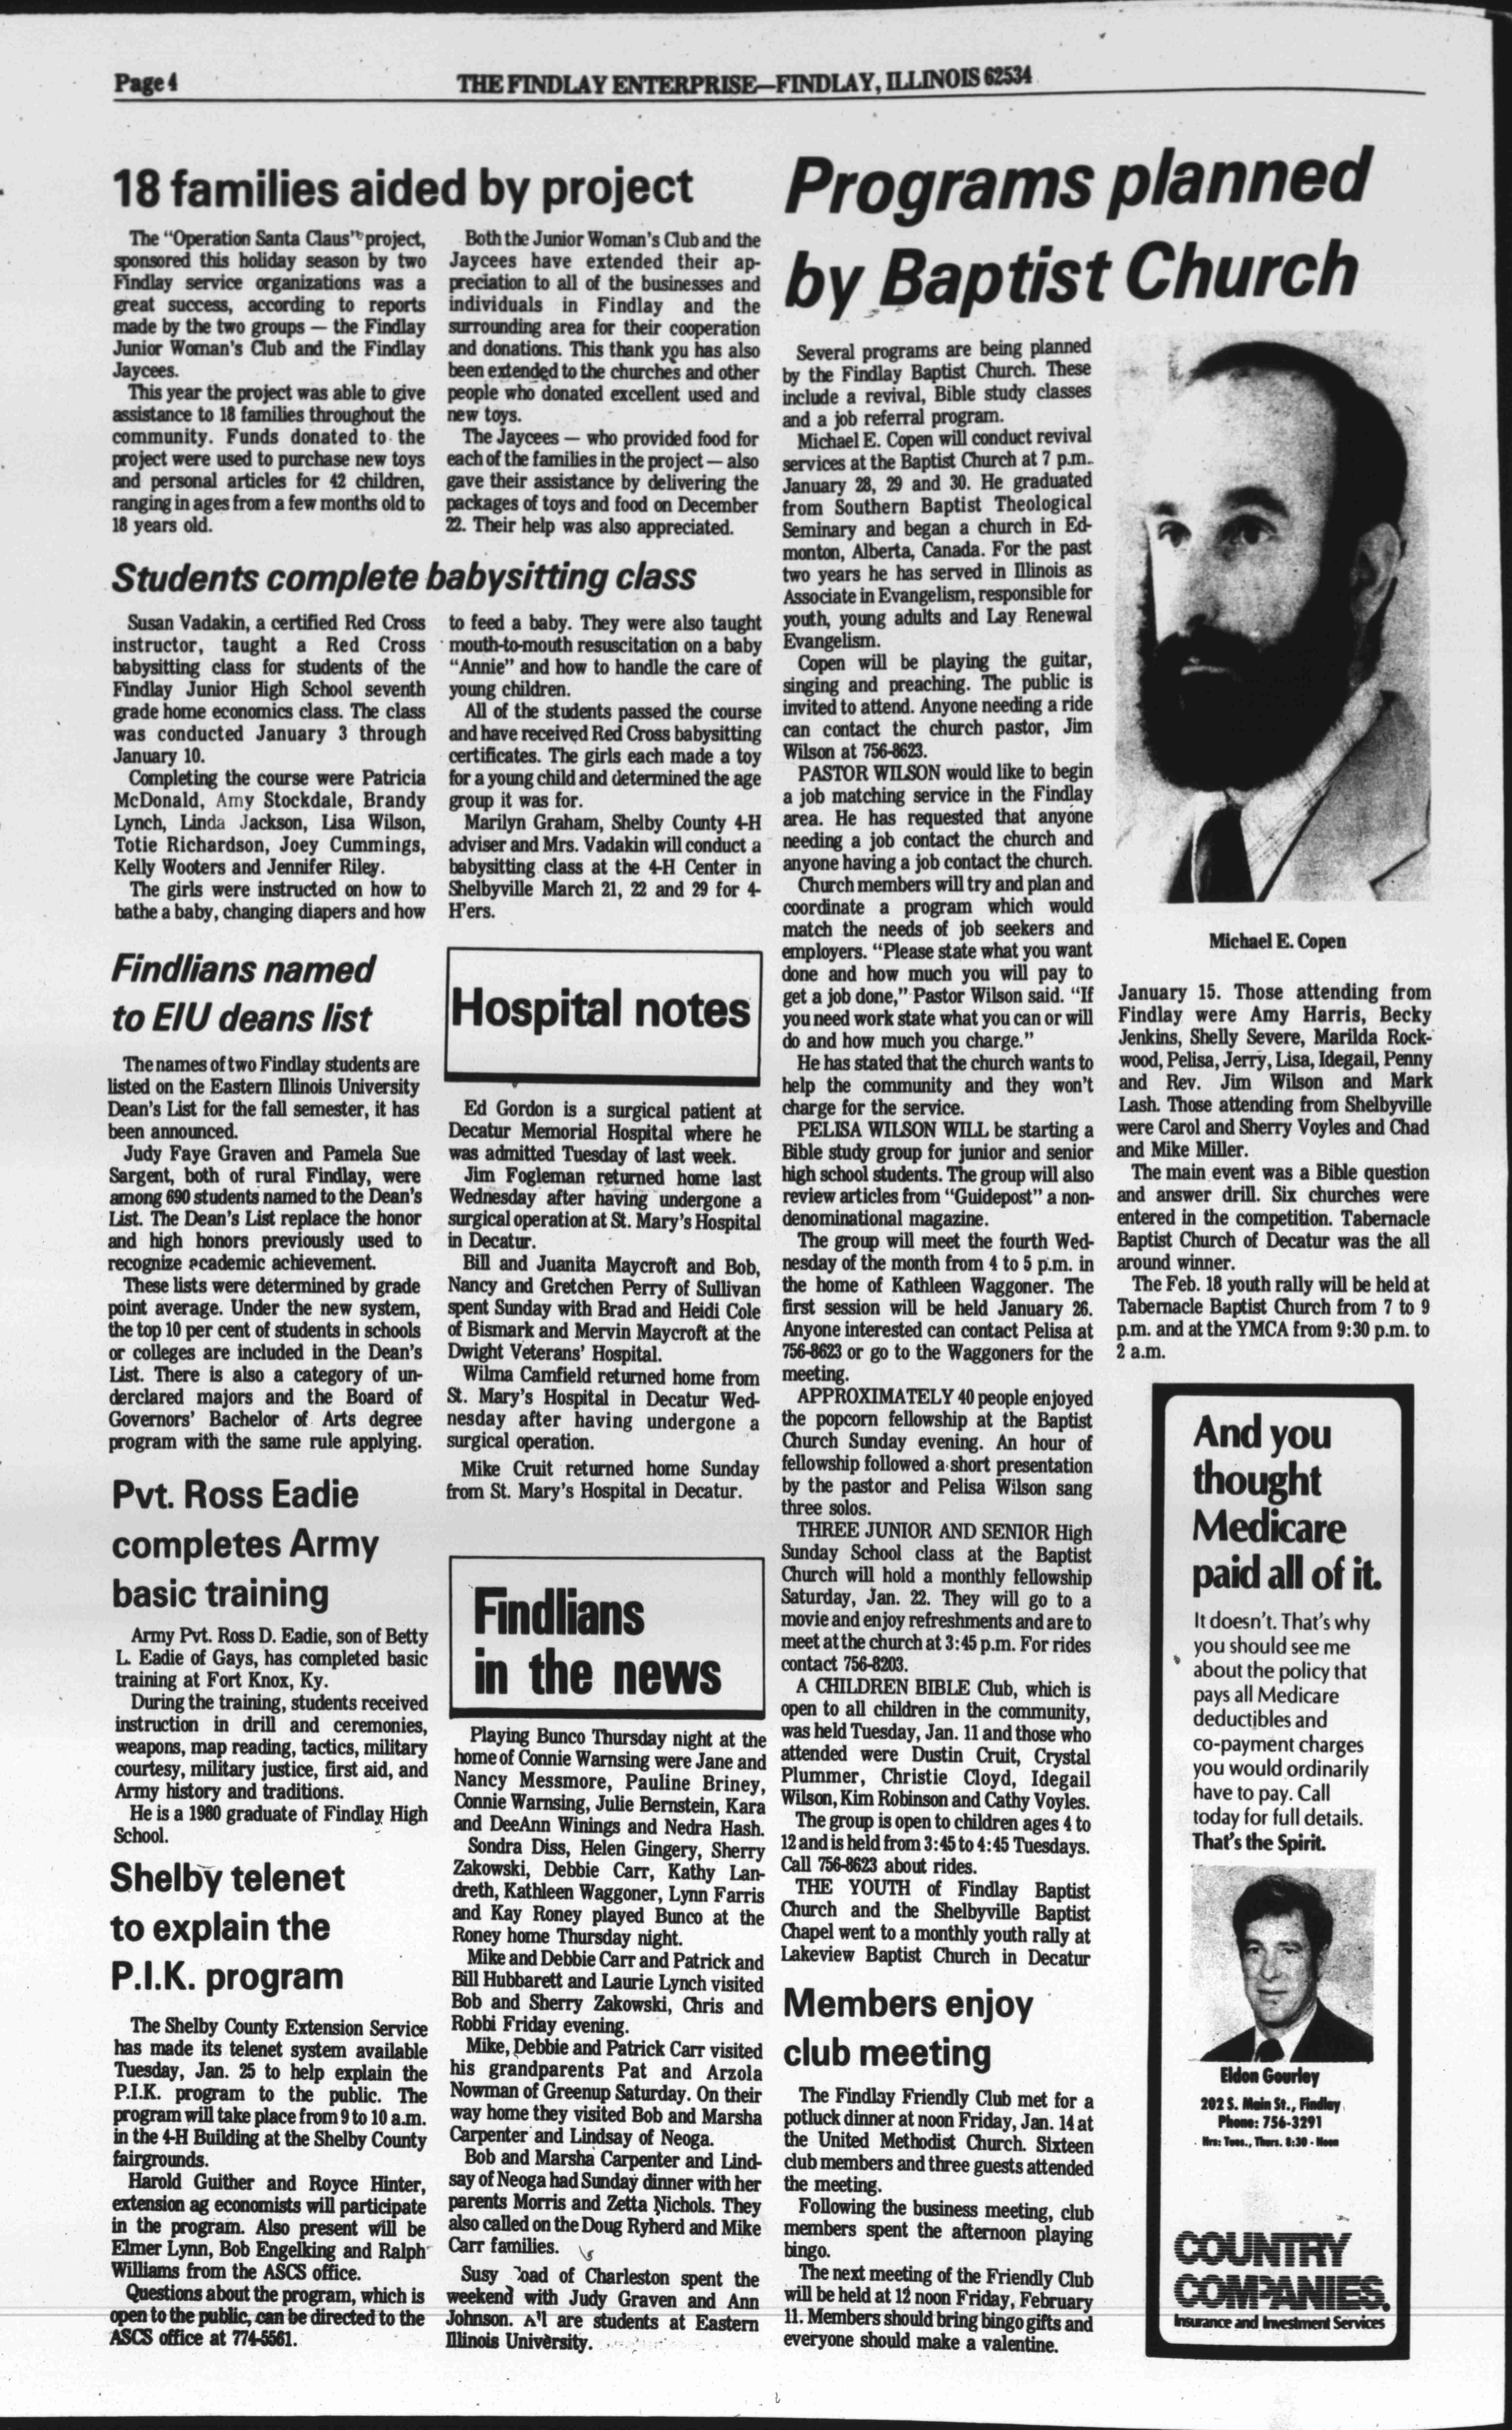 Page 4
THE FINDLAY ENTERPRISE—FINDLAY, ILLINOIS 62534
18 families aided by project
The "Operation Santa Claus" project,
sponsored this holiday season by two
Findlay service organizations was a
great success, according to reports
made by the two groups — the Findlay
Junior Woman's Club and the Findlay
Jaycees.
This year the project was able to give
assistance to 18 families throughout the
community. Funds donated to the
project were used to purchase new toys
and personal articles for 42 children,
ranging in ages from a few months old to
18 years old.
Both the Junior Woman's Club and the
Jaycees have extended their ap-
preciation to all of the businesses and
individuals in Findlay and the
surrounding area for their cooperation
and donations. This thank you has also
been extended to the churches and other
people who donated excellent used and
new toys.
The Jaycees — who provided food for
each of the families in the project — also
gave their assistance by delivering the
packages of toys and food on December
22. Their help was also appreciated.
Students complete babysitting class
Susan Vadakin, a certified Red Cross
instructor, taught a Red Cross
babysitting class for students of the
Findlay Junior High School seventh
grade home economics class. The class
was conducted January 3 through
January 10.
Completing the course were Patricia
McDonald, Amy Stockdale, Brandy
Lynch, Linda Jackson, Lisa Wilson,
Totie Richardson, Joey Cummings,
Kelly Wooters and Jennifer Riley.
The girls were instructed on how to
bathe a baby, changing diapers and how
to feed a baby. They were also taught
mouth-to-mouth resuscitation on a baby
"Annie" and how to handle the care of
young children.
All of the students passed the course
and have received Red Cross babysitting
certificates. The girls each made a toy
for a young child and determined the age
group it was for.
Marilyn Graham, Shelby County 4-H
adviser and Mrs. Vadakin will conduct a
babysitting class at the 4-H Center in
Shelbyville March 21, 22 and 29 for 4-
H'ers.
Findlians named
to EIU deans list
The names of two Findlay students are
listed on the Eastern Illinois University
Dean's List for the fall semester, it has
been announced.
Judy Faye Graven and Pamela Sue
Sargent, both of rural Findlay, were
among 690 students named to the Dean's
List. The Dean's List replace the honor
and high honors previously used to
recognize academic achievement.
These lists were determined by grade
point average. Under the new system,
the top 10 per cent of students in schools
or colleges are included in the Dean's
List. There is also a category of un-
derclared majors and the Board of
Governors' Bachelor of Arts degree
program with the same rule applying.
Pvt. Ross Eadie
completes Army
basic training
Army Pvt. Ross D. Eadie, son of Betty
L. Eadie of Gays, has completed basic
training at Fort Knox, Ky.
During the training, students received
instruction in drill and ceremonies,
weapons, map reading, tactics, military
courtesy, military justice, first aid, and
Army history and traditions.
He is a 1980 graduate of Findlay High
School.
Shelby telenet
to explain the
P.I.K. program
The Shelby County Extension Service
has made its telenet system available
Tuesday, Jan. 25 to help explain the
P.I.K. program to the public. The
program will take place from 9 to 10 a.m.
in the 4-H Building at the Shelby County
fairgrounds.
Harold Guither and Royce Hinter,
extension ag economists will participate
in the program. Also present will be
Elmer Lynn, Bob Engelking and Ralph
Williams from the ASCS office.
Questions about the program, which is
open to the public, can be directed to the
ASCS office at 774-5561.
Hospital notes
Ed Gordon is a surgical patient at
Decatur Memorial Hospital where he
was admitted Tuesday of last week.
Jim Fogleman returned home last
Wednesday after having undergone a
surgical operation at St. Mary's Hospital
in Decatur.
Bill and Juanita Maycroft and Bob,
Nancy and Gretchen Perry of Sullivan
spent Sunday with Brad and Heidi Cole
of Bismark and Mervin Maycroft at the
Dwight Veterans' Hospital.
Wilma Camfield returned home from
St. Mary's Hospital in Decatur Wed-
nesday after having undergone a
surgical operation.
Mike Cruit returned home Sunday
from St. Mary's Hospital in Decatur.
Findlians
in the news
Playing Bunco Thursday night at the
home of Connie Warnsing were Jane and
Nancy Messmore, Pauline Briney,
Connie Warnsing, Julie Bernstein, Kara
and DeeAnn Winings and Nedra Hash.
Sondra Diss, Helen Gingery, Sherry
Zakowski, Debbie Carr, Kathy Lan-
dreth, Kathleen Waggoner, Lynn Farris
and Kay Roney played Bunco at the
Roney home Thursday night.
Mike and Debbie Carr and Patrick and
Bill Hubbarett and Laurie Lynch visited
Bob and Sherry Zakowski, Chris and
Robbi Friday evening.
Mike, Debbie and Patrick Carr visited
his grandparents Pat and Arzola
Nowman of Greenup Saturday. On their
way home they visited Bob and Marsha
Carpenter and Lindsay of Neoga.
Bob and Marsha Carpenter and Lind-
say of Neoga had Sunday dinner with her
parents Morris and Zetta Nichols. They
also called on the Doug Ryherd and Mike
Carr families.
Susy of Charleston spent the
weekend with Judy Graven and Ann
Johnson. All are students at Eastern
Illinois University.
Programs planned
by Baptist Church
Several programs are being planned
by the Findlay Baptist Church. These
include a revival, Bible study classes
and a job referral program.
Michael E. Copen will conduct revival
services at the Baptist Church at 7 p.m.
January 28, 29 and 30. He graduated
from Southern Baptist Theological
Seminary and began a church in Ed-
monton, Alberta, Canada. For the past
two years he has served in Illinois as
Associate in Evangelism, responsible for
youth, young adults and Lay Renewal
Evangelism.
Copen will be playing the guitar,
singing and preaching. The public is
invited to attend. Anyone needing a ride
can contact the church pastor, Jim
Wilson at 756-8623.
PASTOR WILSON would like to begin
a job matching service in the Findlay
area. He has requested that anyone
needing a job contact the church and
anyone having a job contact the church.
Church members will try and plan and
coordinate a program which would
match the needs of job seekers and
employers. "Please state what you want
done and how much you will pay to
get a job done," Pastor Wilson said. "If
you need work state what you can or will
do and how much you charge."
He has stated that the church wants to
help the community and they won't
charge for the service.
PELISA WILSON WILL be starting a
Bible study group for junior and senior
high school students. The group will also
review articles from "Guidepost" a non-
denominational magazine.
The group will meet the fourth Wed-
nesday of the month from 4 to 5 p.m. in
the home of Kathleen Waggoner. The
first session will be held January 26.
Anyone interested can contact Pelisa at
756-8623 or go to the Waggoners for the
meeting.
APPROXIMATELY 40 people enjoyed
the popcorn fellowship at the Baptist
Church Sunday evening. An hour of
fellowship followed a short presentation
by the pastor and Pelisa Wilson sang
three solos.
THREE JUNIOR AND SENIOR High
Sunday School class at the Baptist
Church will hold a monthly fellowship
Saturday, Jan. 22. They will go to a
movie and enjoy refreshments and are to
meet at the church at 3:45 p.m. For rides
contact 756-8203.
A CHILDREN BIBLE Club, which is
open to all children in the community,
was held Tuesday, Jan. 11 and those who
attended were Dustin Cruit, Crystal
Plummer, Christie Cloyd, Idegail
Wilson, Kim Robinson and Cathy Voyles.
The group is open to children ages 4 to
12 and is held from 3:45 to 4:45 Tuesdays.
Call 756-8623 about rides.
THE YOUTH of Findlay Baptist
Church and the Shelbyville Baptist
Chapel went to a monthly youth rally at
Lakeview Baptist Church in Decatur
Michael E. Copen
January 15. Those attending from
Findlay were Amy Harris, Becky
Jenkins, Shelly Severe, Marilda Rock-
wood, Pelisa, Jerry, Lisa, Idegail, Penny
and Rev. Jim Wilson and Mark
Lash. Those attending from Shelbyville
were Carol and Sherry Voyles and Chad
and Mike Miller.
The main event was a Bible question
and answer drill. Six churches were
entered in the competition. Tabernacle
Baptist Church of Decatur was the all
around winner.
The Feb. 18 youth rally will be held at
Tabernacle Baptist Church from 7 to 9
p.m. and at the YMCA from 9:30 p.m. to
2 a.m.
Members enjoy
club meeting
The Findlay Friendly Club met for a
potluck dinner at noon Friday, Jan. 14 at
the United Methodist Church. Sixteen
club members and three guests attended
the meeting.
Following the business meeting, club
members spent the afternoon playing
bingo.
The next meeting of the Friendly Club
will be held at 12 noon Friday, February
11. Members should bring bingo gifts and
everyone should make a valentine.
And you
thought
Medicare
paid all of it.
It doesn't. That's why
you should see me
about the policy that
pays all Medicare
deductibles and
co-payment charges
you would ordinarily
have to pay. Call
today for full details.
That's the Spirit.
Eldon Gourley
202 S. Main St., Findlay
Phone: 756-3291
Hrs: Tues., Thurs. 8:30 - Noon
COUNTRY
COMPANIES.
Insurance and Investment Services